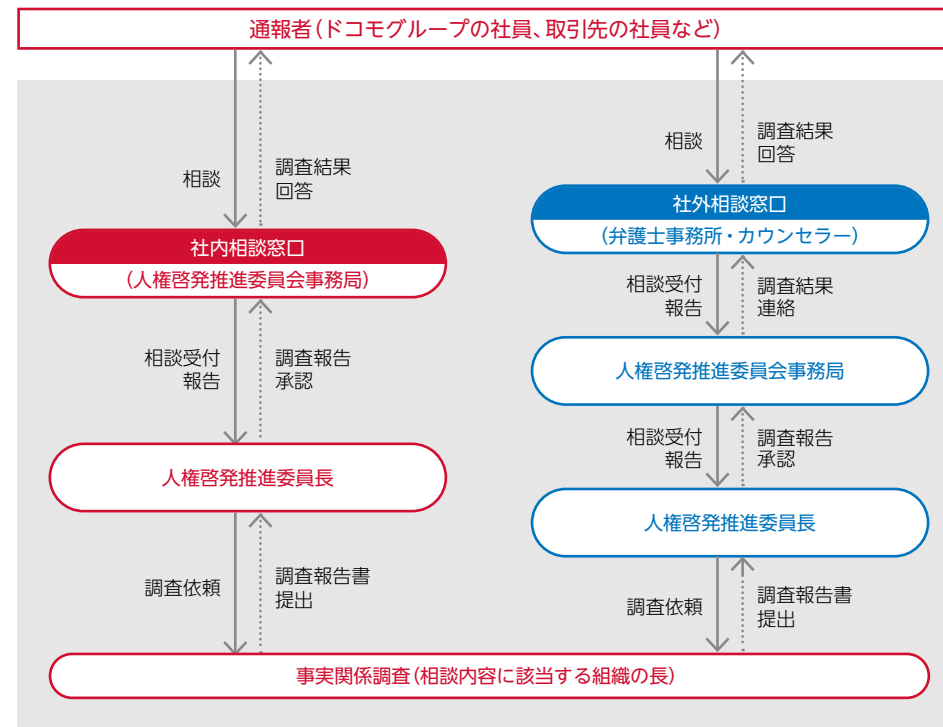 通報者（ドコモグループの社員、取引先の社員など）
相談
調査結果
回答
社内相談窓口
（人権啓発推進委員会事務局）
相談受付
報告
調査報告
承認
人権啓発推進委員長
調査依頼
調査報告書
提出
相談
調査結果
回答
社外相談窓口
（弁護士事務所・カウンセラー）
相談受付
報告
調査結果
連絡
人権啓発推進委員会事務局
相談受付
報告
調査報告
承認
人権啓発推進委員長
調査依頼
調査報告書
提出
事実関係調査（相談内容に該当する組織の長）